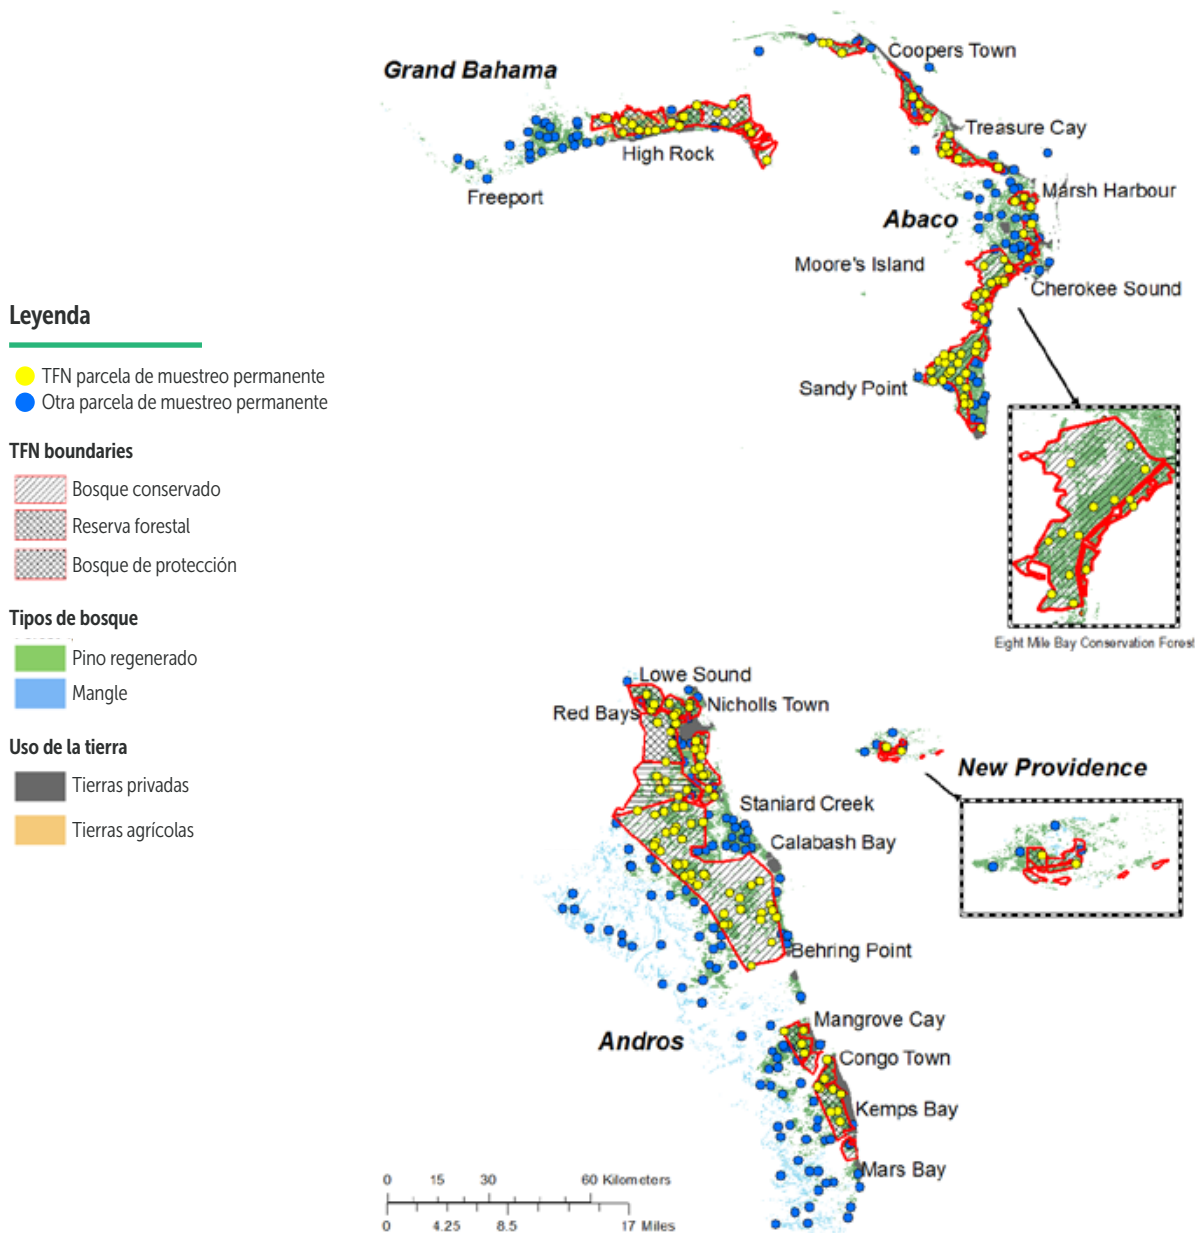 Coopers Town
Grand Bahama
Treasure Cay
High Rock
Marsh Harbour
Freeport
Abaco
Moore's Island
Cherokee Sound
Leyenda
TFN parcela de muestreo permanente
Sandy Point
Otra parcela de muestreo permanente
TFN boundaries
Bosque conservado
Reserva forestal
Bosque de protección
Tipos de bosque
Pino regenerado
Mangle
Uso de la tierra
Tierras privadas
Tierras agrícolas
Eight Mile Bay Conservation Forest
Lowe Sound
Red Bays
Nicholls Town
New Providence
Staniard Creek
Calabash Bay
Behring Point
Mangrove Cay
Andros
Congo Town
Kemps Bay
Mars Bay
0 15 30 60 Kilometers
0 4.25 8.5 17 Miles